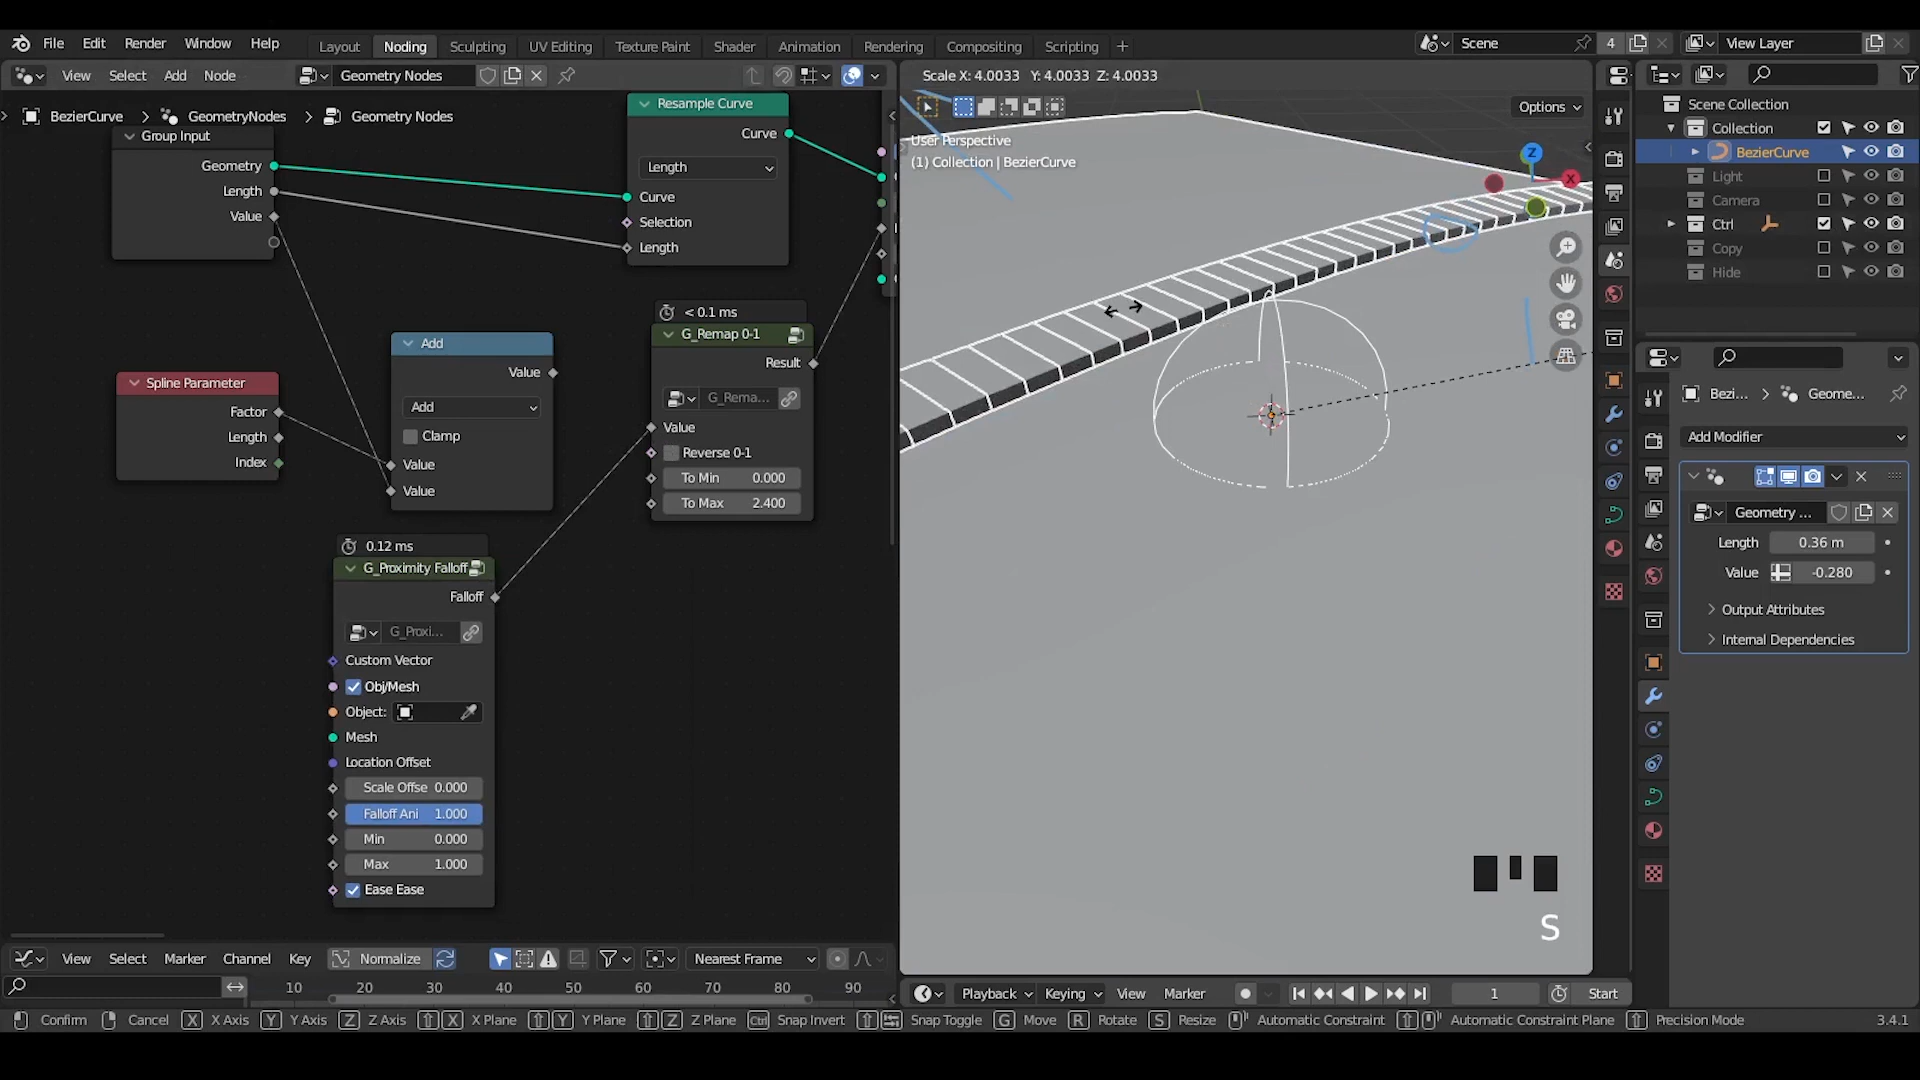 File Edit Render Window Help Layout Noding Sculpting UV Editing Texture Paint Shader Animation Rendering Compositing Scripting + Scene 4 View Layer
View Select Add Node Geometry Nodes
Scale X: 4.0033 Y: 4.0033 Z: 4.0033
BezierCurve > GeometryNodes > Geometry Nodes
Options
User Perspective
(1) Collection | BezierCurve
Z
X
Group Input
Geometry
Length
Value
Resample Curve
Curve
Length
Curve
Selection
Length
Spline Parameter
Factor
Length
Index
Add
Value
Add
Clamp
Value
Value
< 0.1 ms
G_Remap 0-1
Result
G_Rema...
Value
Reverse 0-1
To Min 0.000
To Max 2.400
0.12 ms
G_Proximity Falloff
Falloff
G_Proxi...
Custom Vector
Obj/Mesh
Object:
Mesh
Location Offset
Scale Offse 0.000
Falloff Ani 1.000
Min 0.000
Max 1.000
Ease Ease
S
Scene Collection
Collection
BezierCurve
Light
Camera
Ctrl
Copy
Hide
Bezi... > Geome...
Add Modifier
Geometry ...
Length 0.36 m
Value -0.280
Output Attributes
Internal Dependencies
View Select Marker Channel Key Normalize Nearest Frame
10 20 30 40 50 60 70 80 90
Playback Keying View Marker 1 Start
Confirm Cancel X X Axis Y Y Axis Z Z Axis X X Plane Y Y Plane Z Z Plane Ctrl Snap Invert Snap Toggle G Move R Rotate S Resize Automatic Constraint Automatic Constraint Plane Precision Mode 3.4.1